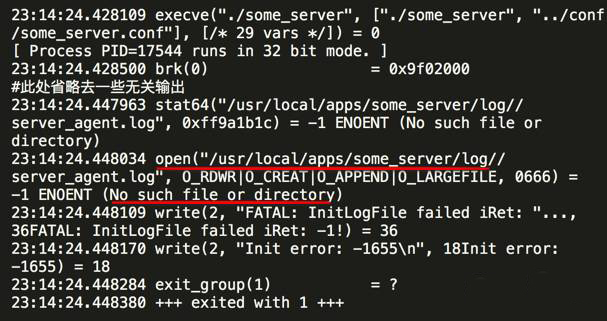 23:14:24.428109 execve("./some_server", ["./some_server", "../conf
/some_server.conf"], [/* 29 vars */]) = 0
[ Process PID=17544 runs in 32 bit mode. ]
23:14:24.428500 brk(0) = 0x9f02000
#此处省略去一些无关输出
23:14:24.447963 stat64("/usr/local/apps/some_server/log//
server_agent.log", 0xff9a1b1c) = -1 ENOENT (No such file or
directory)
23:14:24.448034 open("/usr/local/apps/some_server/log//
server_agent.log", O_RDWR|O_CREAT|O_APPEND|O_LARGEFILE, 0666) =
-1 ENOENT (No such file or directory)
23:14:24.448109 write(2, "FATAL: InitLogFile failed iRet: "...,
36FATAL: InitLogFile failed iRet: -1!) = 36
23:14:24.448170 write(2, "Init error: -1655\n", 18Init error:
-1655) = 18
23:14:24.448284 exit_group(1) = ?
23:14:24.448380 +++ exited with 1 +++